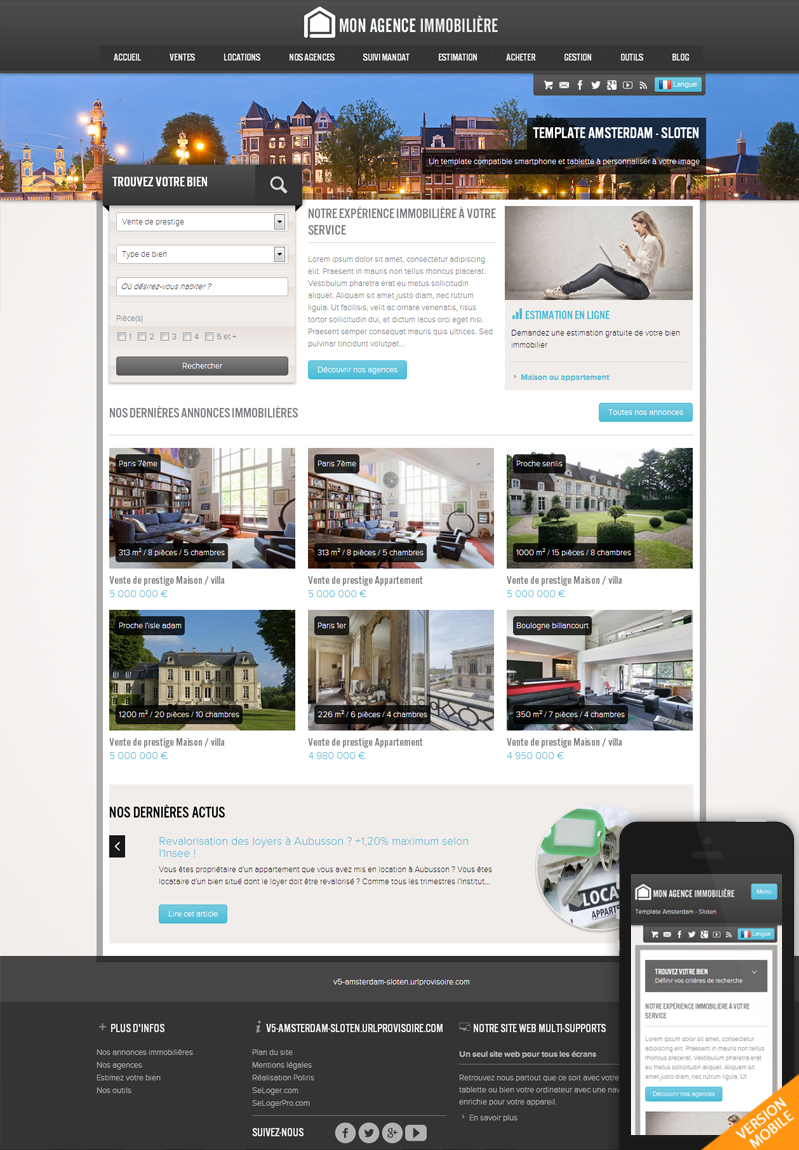 MON AGENCE IMMOBILIÈRE
ACCUEIL VENTES LOCATIONS NOS AGENCES SUIVI MANDAT ESTIMATION ACHETER GESTION OUTILS BLOG
Langue
TEMPLATE AMSTERDAM - SLOTEN
Un template compatible smartphone et tablette à personnaliser à votre image
TROUVEZ VOTRE BIEN
Vente de prestige
Type de bien
Où désirez-vous habiter ?
Pièce(s)
1 2 3 4 5 et +
Rechercher
NOTRE EXPÉRIENCE IMMOBILIÈRE À VOTRE
SERVICE
Lorem ipsum dolor sit amet, consectetur adipiscing
elit. Praesent in mauris non tellus rhoncus placerat.
Vestibulum pharetra erat eu metus sollicitudin
aliquet. Aliquam sit amet justo diam, nec rutrum
ligula. Ut facilisis, velit ac ornare venenatis, risus
tortor sollicitudin dui, et dictum lacus orci eget nisi.
Praesent semper consequat mauris quis ultrices. Sed
pulvinar tincidunt volutpat...
Découvrir nos agences
ESTIMATION EN LIGNE
Demandez une estimation gratuite de votre bien
immobilier
Maison ou appartement
NOS DERNIÈRES ANNONCES IMMOBILIÈRES
Toutes nos annonces
Paris 7ème
313 m² / 8 pièces / 5 chambres
Vente de prestige Maison / villa
5 000 000 €
Paris 7ème
313 m² / 8 pièces / 5 chambres
Vente de prestige Appartement
5 000 000 €
Proche senlis
1000 m² / 15 pièces / 8 chambres
Vente de prestige Maison / villa
5 000 000 €
Proche l'isle adam
1200 m² / 20 pièces / 10 chambres
Vente de prestige Maison / villa
5 000 000 €
Paris 1er
226 m² / 6 pièces / 4 chambres
Vente de prestige Appartement
4 980 000 €
Boulogne billancourt
350 m² / 7 pièces / 4 chambres
Vente de prestige Maison / villa
4 950 000 €
NOS DERNIÈRES ACTUS
Revalorisation des loyers à Aubusson ? +1,20% maximum selon
l'Insee !
Vous êtes propriétaire d'un appartement que vous avez mis en location à Aubusson ? Vous êtes
locataire d'un bien situé dont le loyer doit être revalorisé ? Comme tous les trimestres l'Institut...
Lire cet article
LOCA
APPARTE
v5-amsterdam-sloten.urlprovisoire.com
PLUS D'INFOS
Nos annonces immobilières
Nos agences
Estimez votre bien
Nos outils
V5-AMSTERDAM-SLOTEN.URLPROVISOIRE.COM
Plan du site
Mentions légales
Réalisation Poliris
SeLoger.com
SeLogerPro.com
SUIVEZ-NOUS
NOTRE SITE WEB MULTI-SUPPORTS
Un seul site web pour tous les écrans
Retrouvez nous partout que ce soit avec votre
tablette ou bien votre ordinateur avec une nav
enrichie pour votre appareil.
En savoir plus
MON AGENCE IMMOBILIÈRE
Menu
Template Amsterdam - Sloten
Langue
TROUVEZ VOTRE BIEN
Définir vos critères de recherche
NOTRE EXPÉRIENCE IMMOBILIÈRE À VOTRE
SERVICE
Lorem ipsum dolor sit amet, consectetur
adipiscing elit. Praesent in mauris non tellus
rhoncus placerat. Vestibulum pharetra erat
eu metus sollicitudin aliquet. Aliquam sit
amet justo diam, nec rutrum ligula. Ut
Découvrir nos agences
VERSION
MOBILE